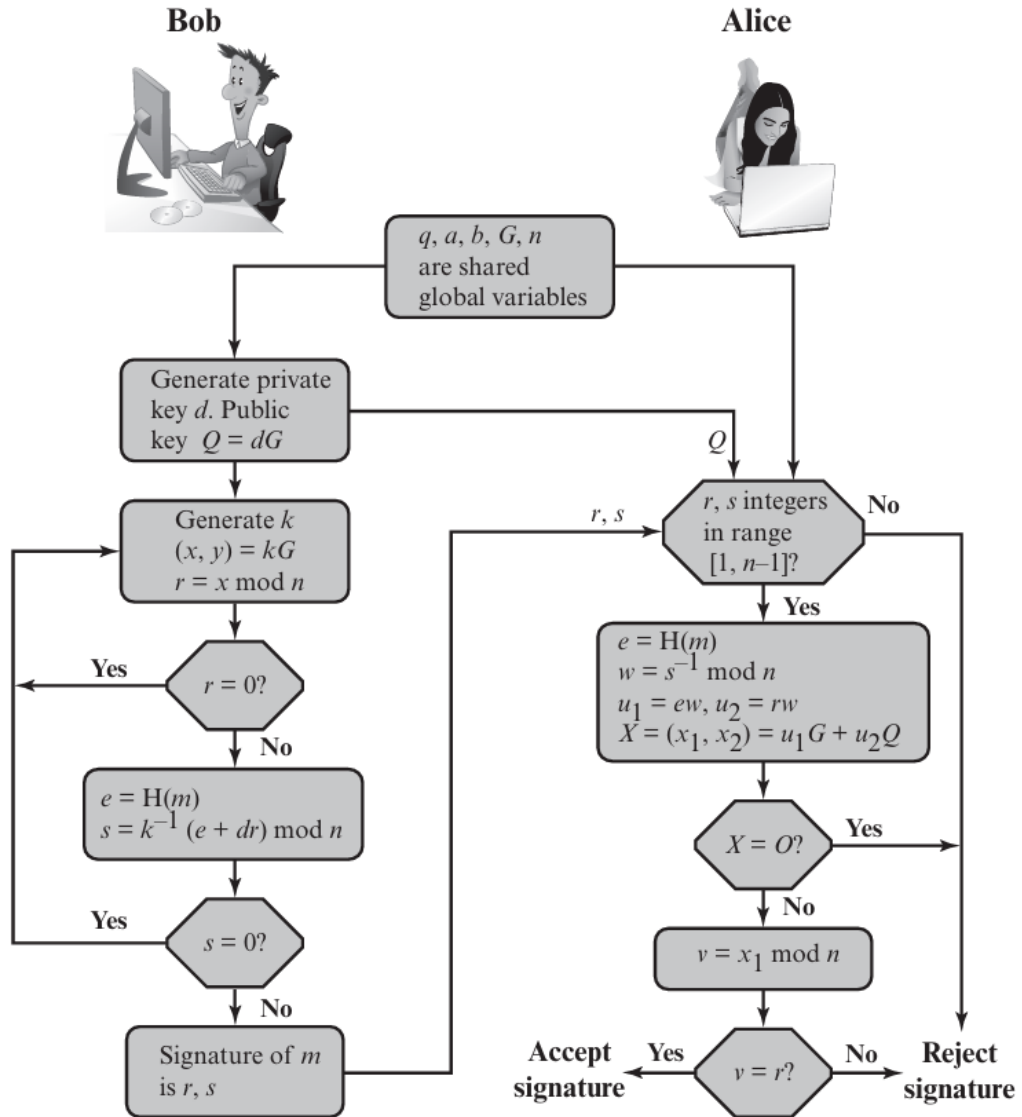 Bob
Alice
q, a, b, G, n
are shared
global variables
Generate private
key d. Public
key Q = dG
Q
Generate k
(x, y) = kG
r = x mod n
r, s
r, s integers
in range
[1, n–1]?
No
Yes
Yes
r = 0?
No
e = H(m)
w = s⁻¹ mod n
u₁ = ew, u₂ = rw
X = (x₁, x₂) = u₁G + u₂Q
e = H(m)
s = k⁻¹ (e + dr) mod n
X = O?
Yes
No
Yes
s = 0?
No
v = x₁ mod n
Signature of m
is r, s
Accept
signature
Yes
v = r?
No
Reject
signature